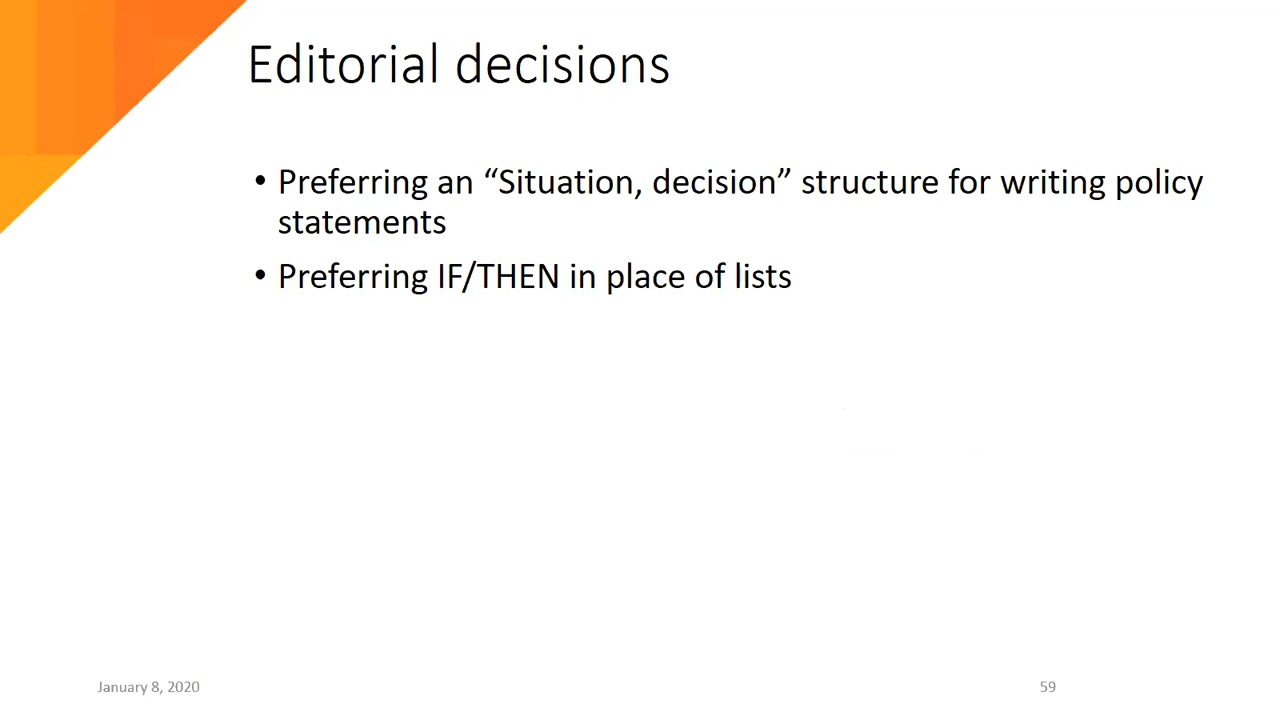 Editorial decisions
• Preferring an “Situation, decision” structure for writing policy
statements
• Preferring IF/THEN in place of lists
January 8, 2020
59